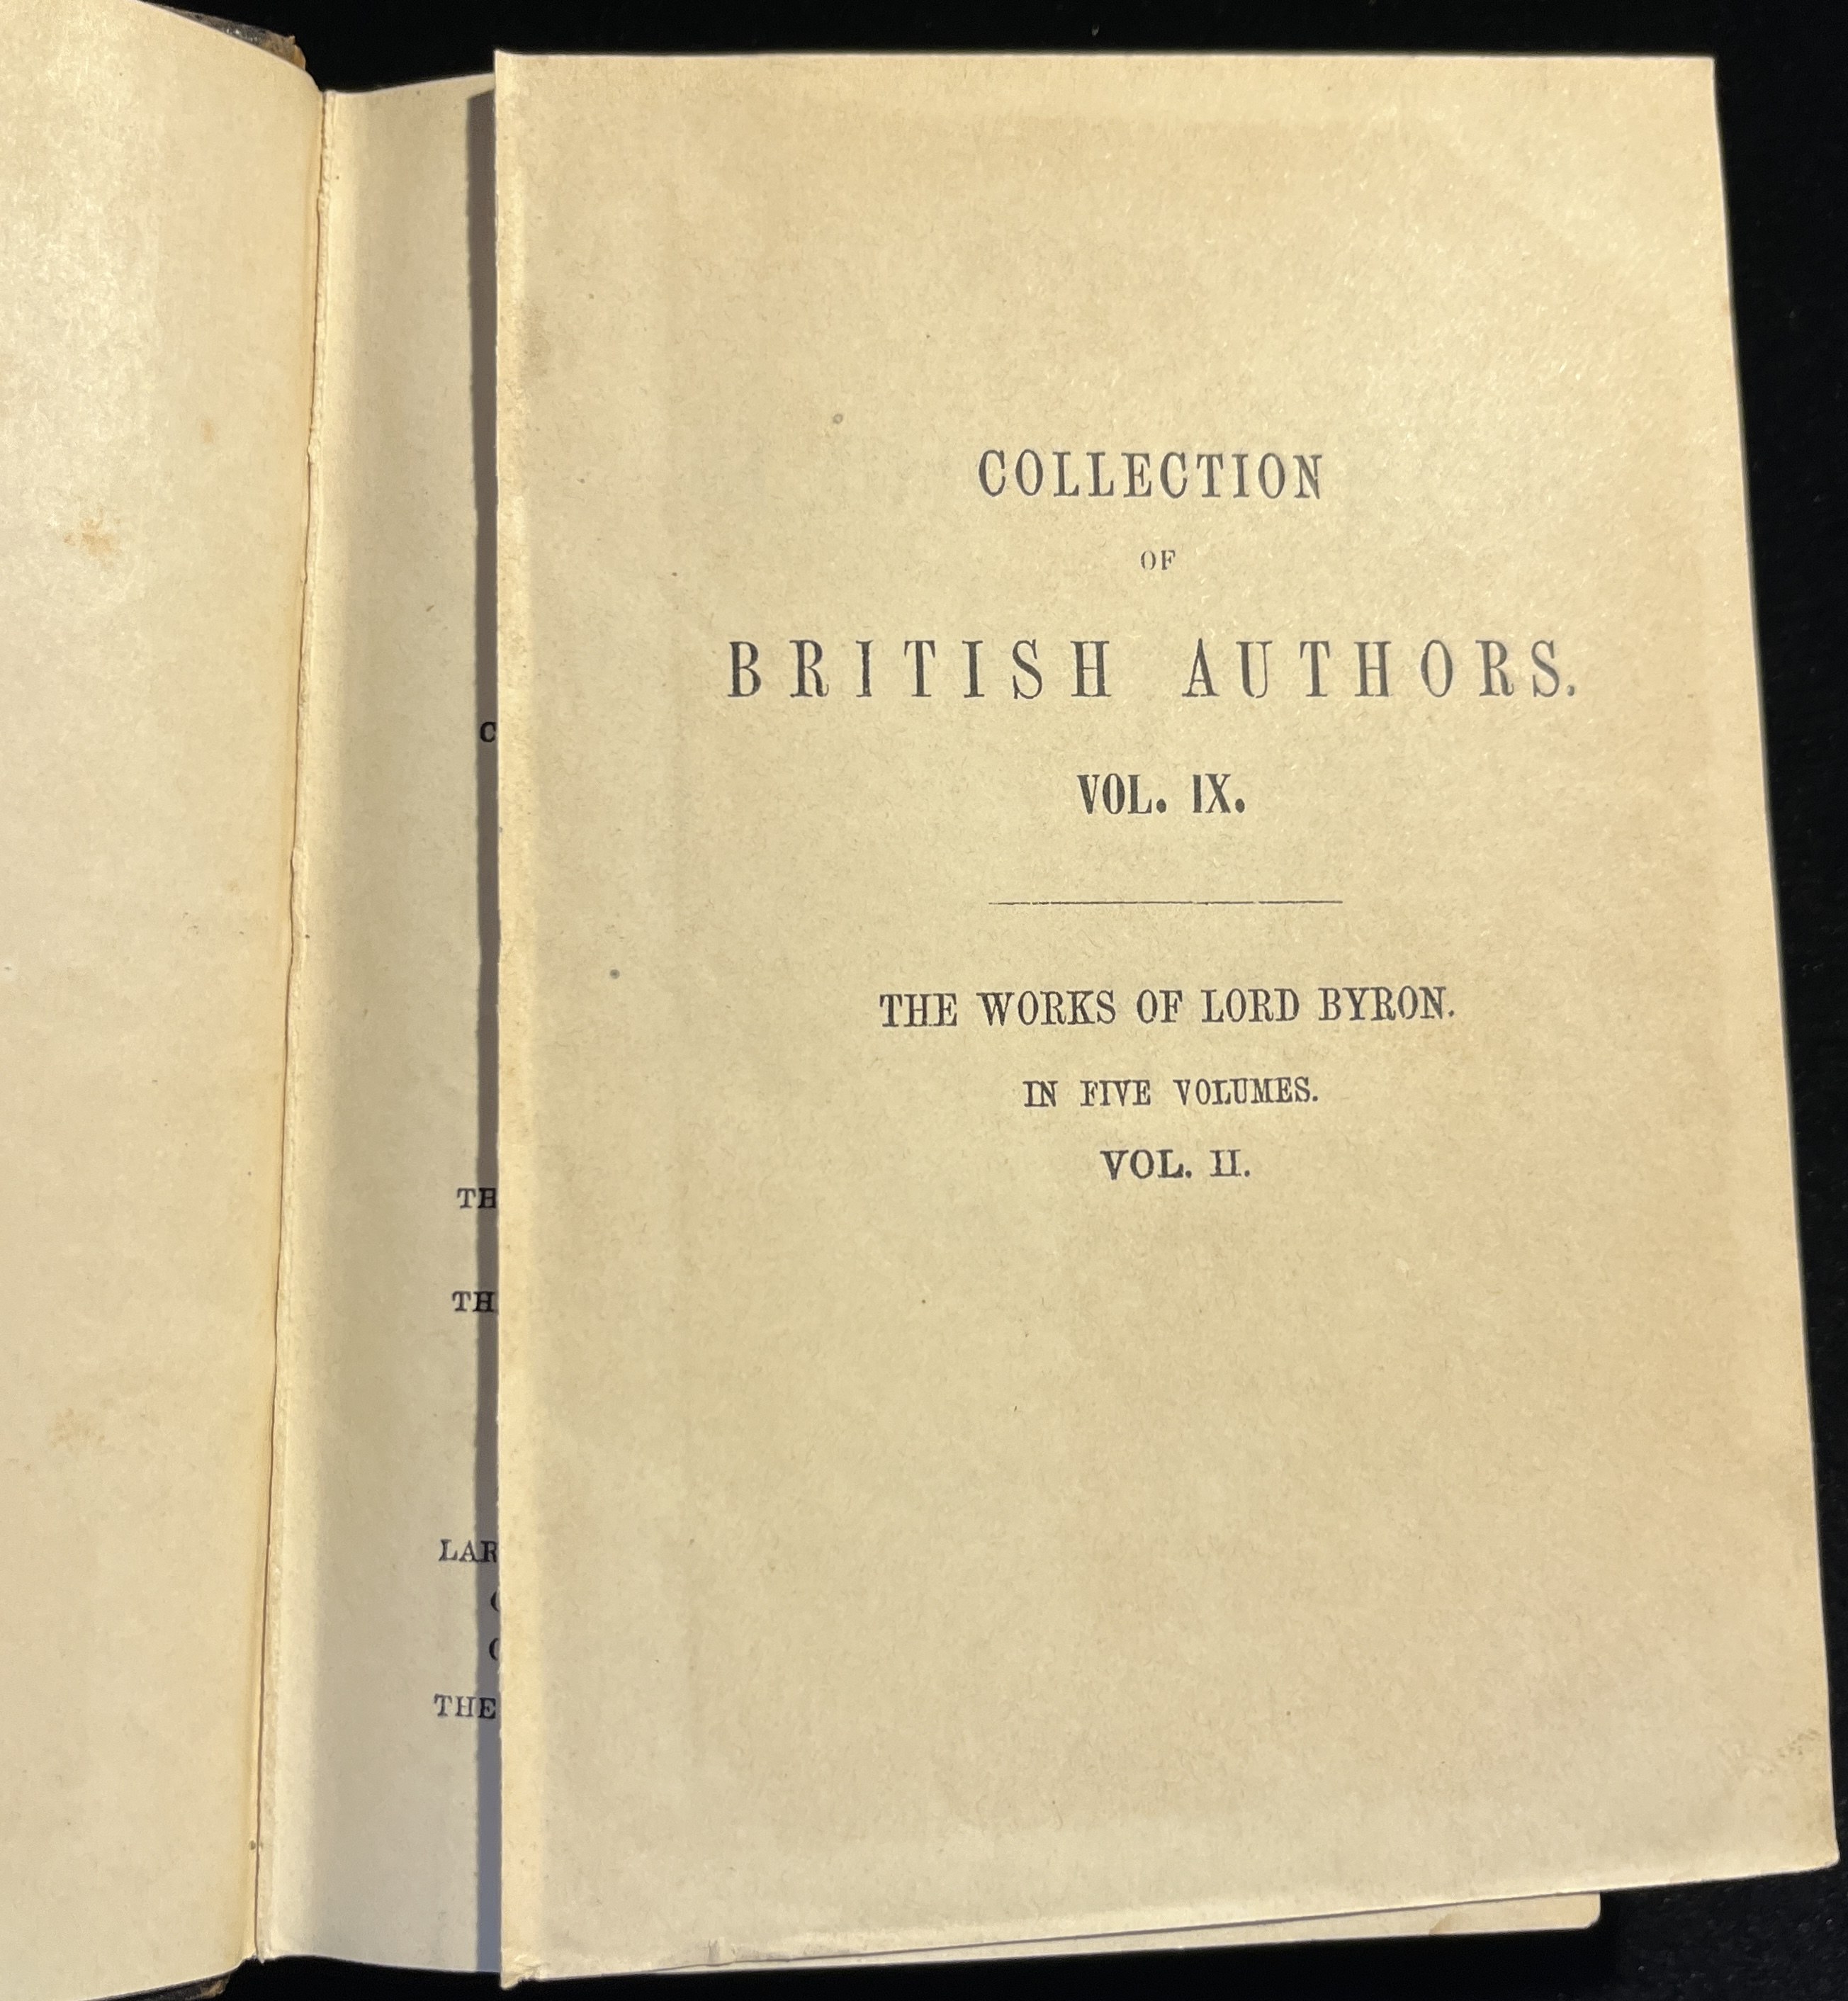 COLLECTION
OF
BRITISH AUTHORS.
VOL. IX.
THE WORKS OF LORD BYRON.
IN FIVE VOLUMES.
VOL. II.